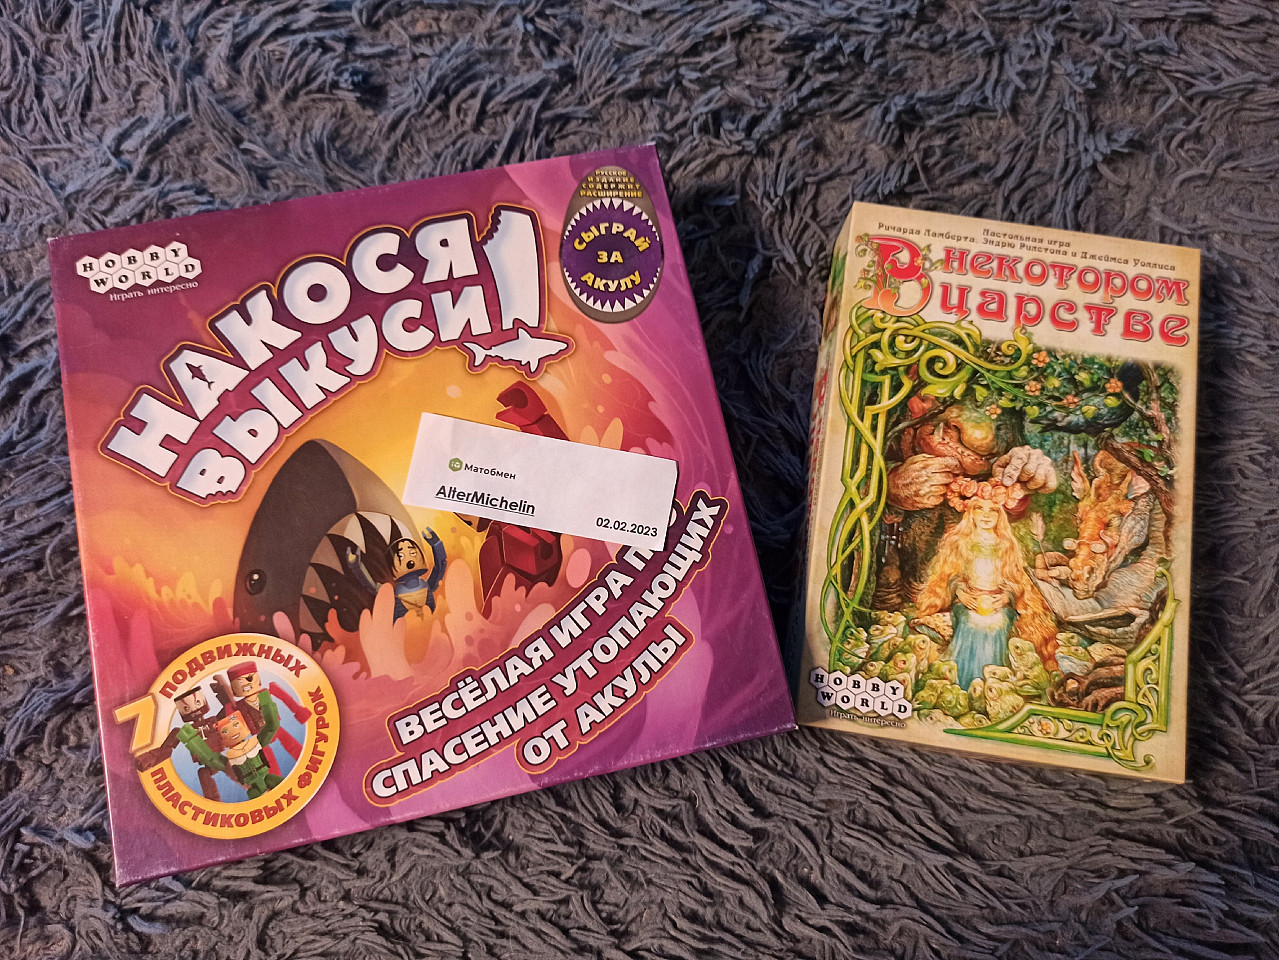 HOBBY
WORLD
Играть интересно
НАКОСЯ
ВЫКУСИ!
РУССКОЕ
ИЗДАНИЕ
СОДЕРЖИТ
РАСШИРЕНИЕ
СЫГРАЙ
ЗА
АКУЛУ
Матобмен
AlterMichelin
02.02.2023
ВЕСЁЛАЯ ИГРА П
СПАСЕНИЕ УТОПАЮЩИХ
ОТ АКУЛЫ
7 ПОДВИЖНЫХ
ПЛАСТИКОВЫХ ФИГУРОК
Настольная игра
Ричарда Ламберта, Эндрю Рилстона и Джеймса Уоллиса
В некотором
царстве
HOBBY
WORLD
Играть интересно